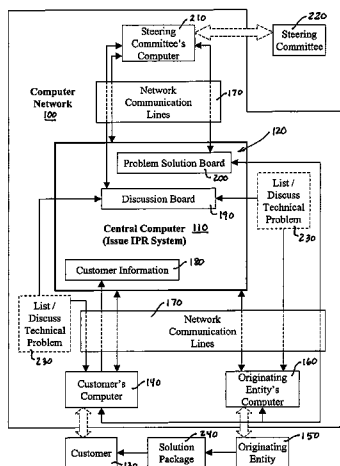 210
220
Steering
Committee's
Computer
Steering
Committee
Computer
Network
100
170
Network
Communication
Lines
120
Problem Solution Board
200
Discussion Board
190
List /
Discuss
Technical
Problem
230
Central Computer 110
(Issue IPR System)
Customer Information
180
List /
Discuss
Technical
Problem
230
170
Network
Communication
Lines
140
Customer's
Computer
160
Originating
Entity's
Computer
240
150
Customer
130
Solution
Package
Originating
Entity